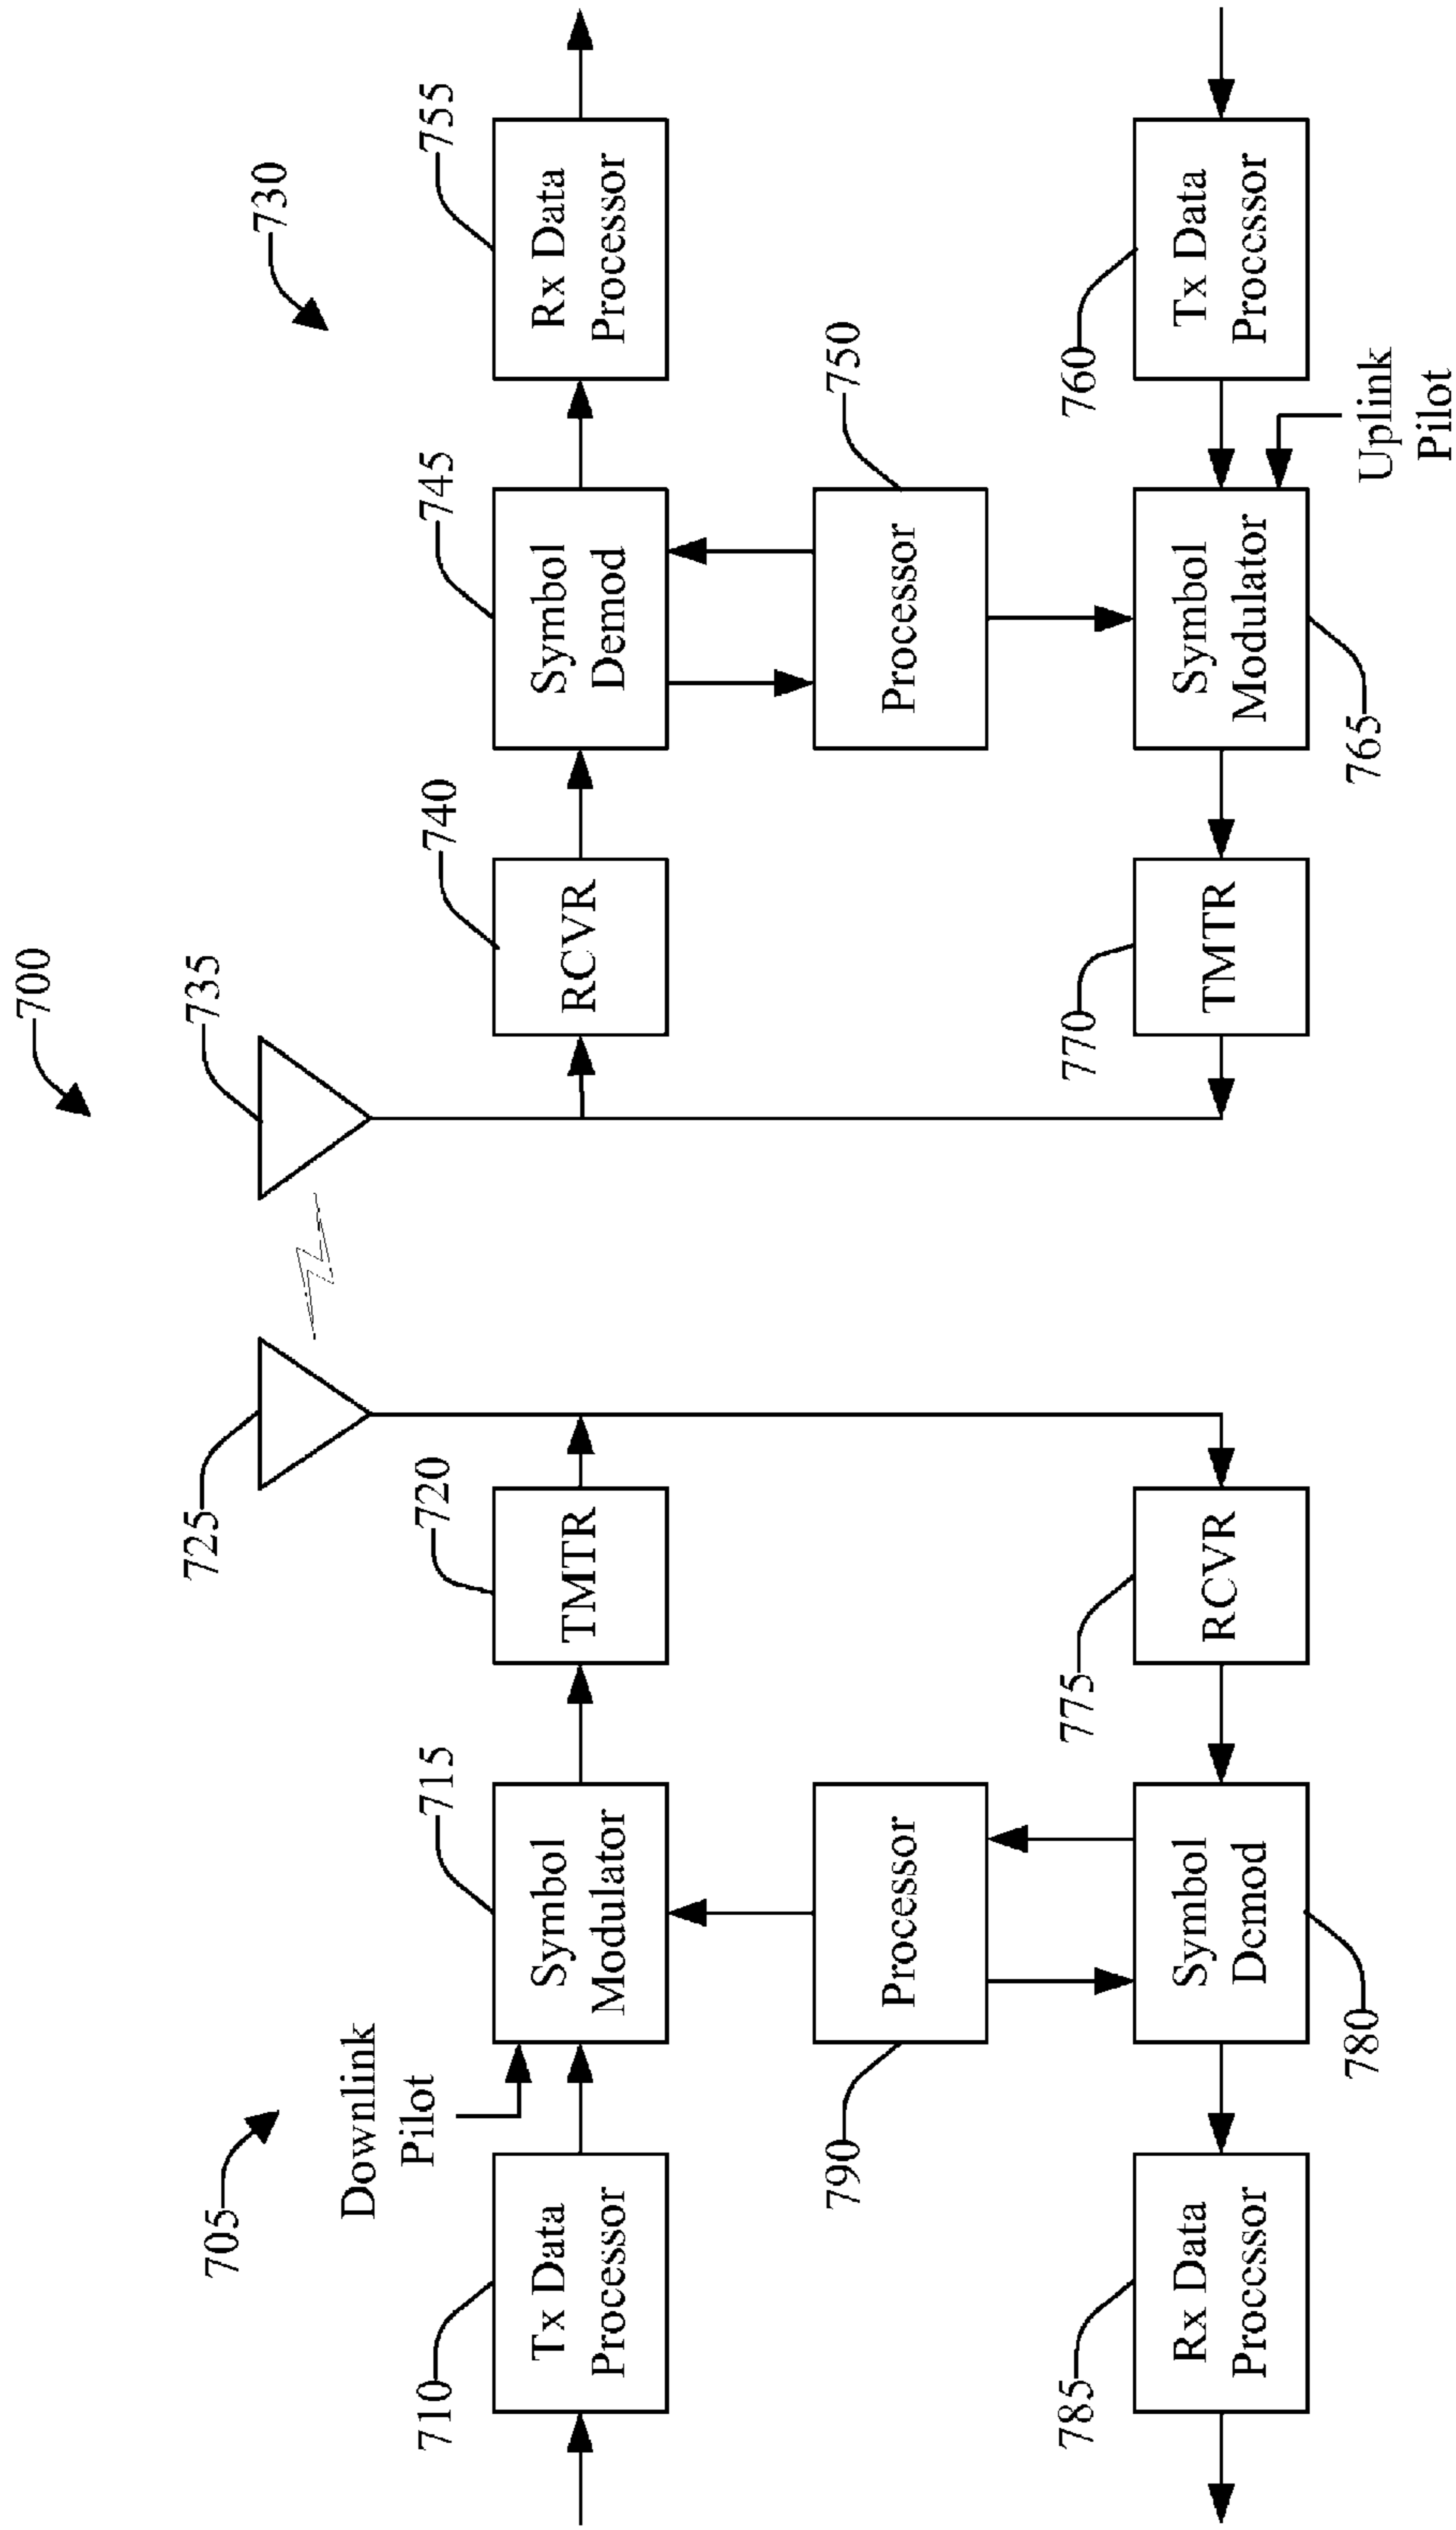 700
705
Downlink
Pilot
725
735
730
710
715
720
740
745
755
Tx Data
Processor
Symbol
Modulator
TMTR
RCVR
Symbol
Demod
Rx Data
Processor
790
Processor
Processor
750
785
775
770
760
Rx Data
Processor
Symbol
Demod
RCVR
TMTR
Symbol
Modulator
Tx Data
Processor
780
765
Uplink
Pilot